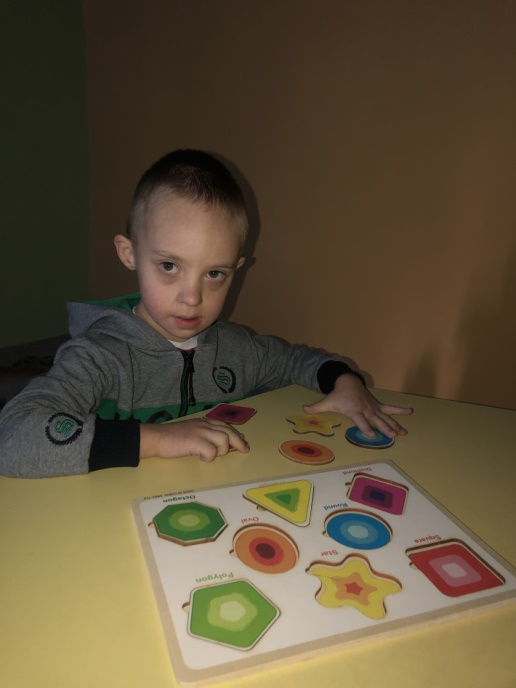 Octagon
Oval
Round
Diamond
Polygon
Star
Square